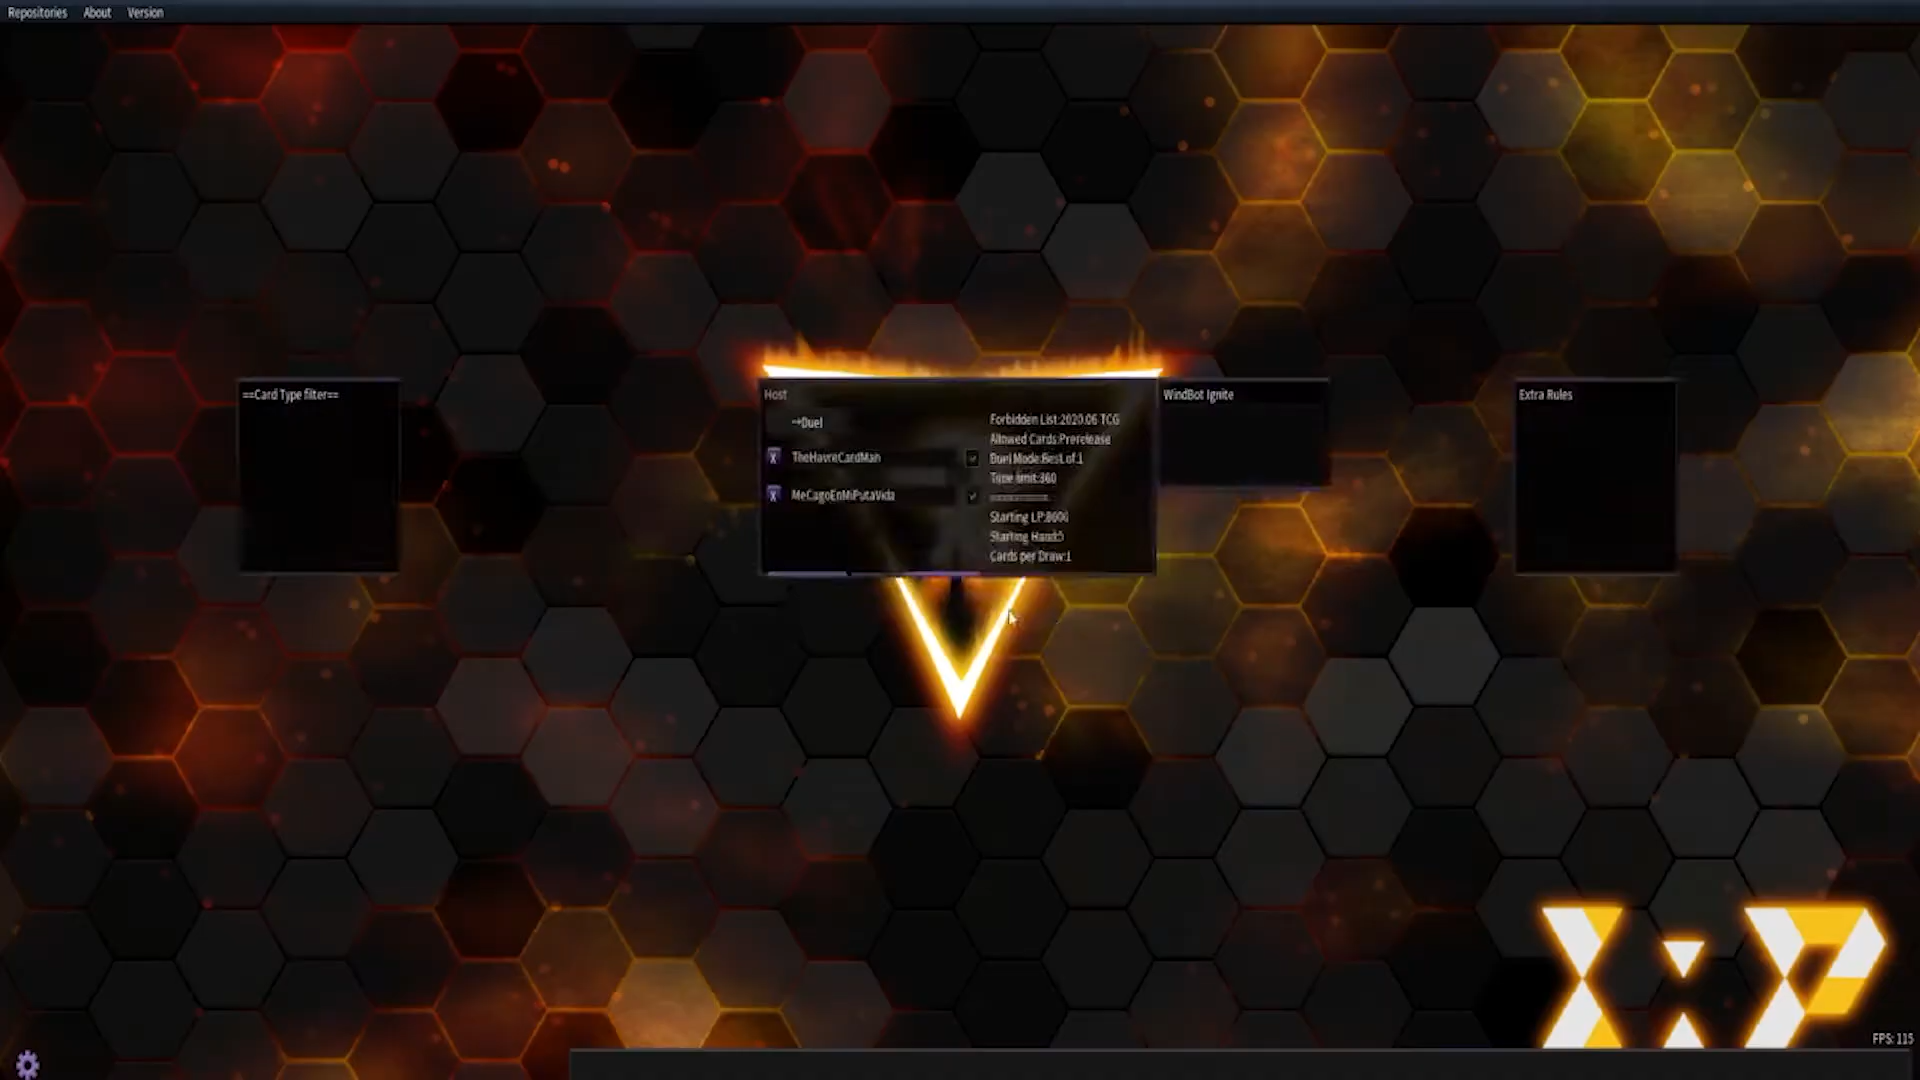 Repositories About Version
==Card Type filter==
Host
→Duel
X TheHavreCardMan
X MeCagoEnMiPutaVida
Forbidden List:2020.06 TCG
Allowed Cards:Prerelease
Duel Mode:Best of 1
Time limit:360
==========
Starting LP:8000
Starting Hand:5
Cards per Draw:1
WindBot Ignite
Extra Rules
FPS: 115